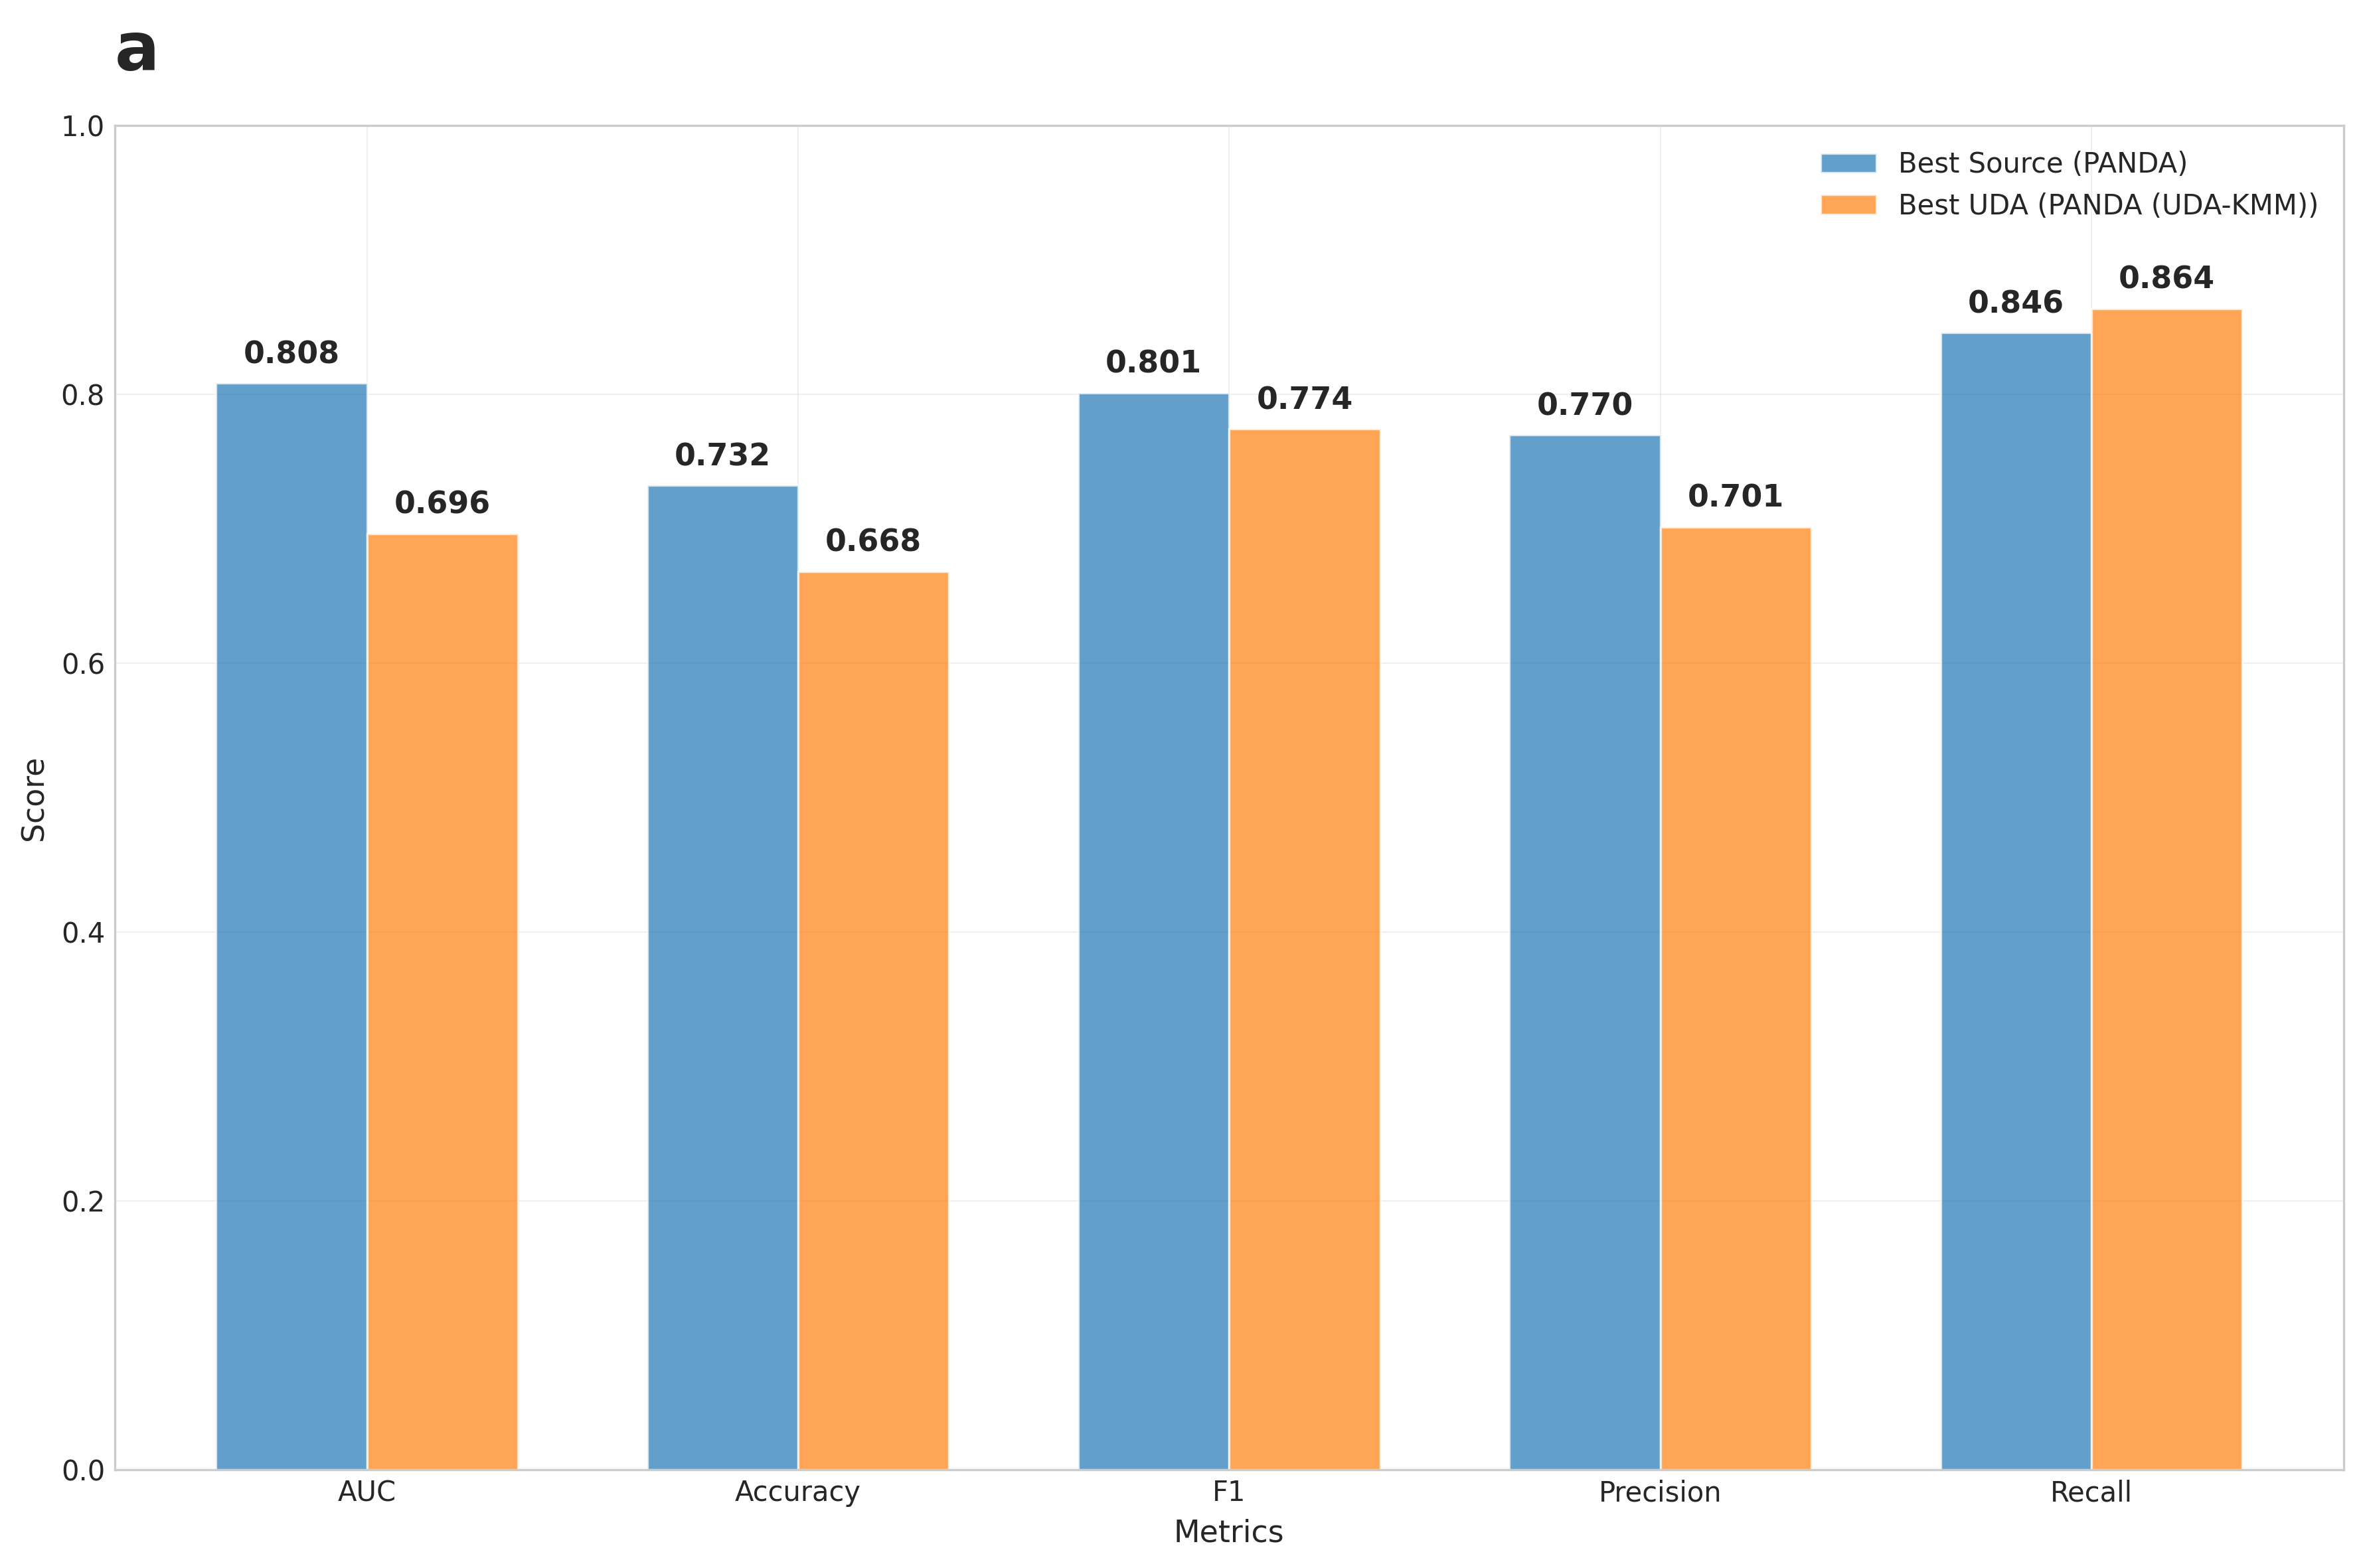 a
1.0
0.8
0.6
0.4
0.2
0.0
Score
Best Source (PANDA)
Best UDA (PANDA (UDA-KMM))
0.808
0.696
0.732
0.668
0.801
0.774
0.770
0.701
0.846
0.864
AUC
Accuracy
F1
Precision
Recall
Metrics